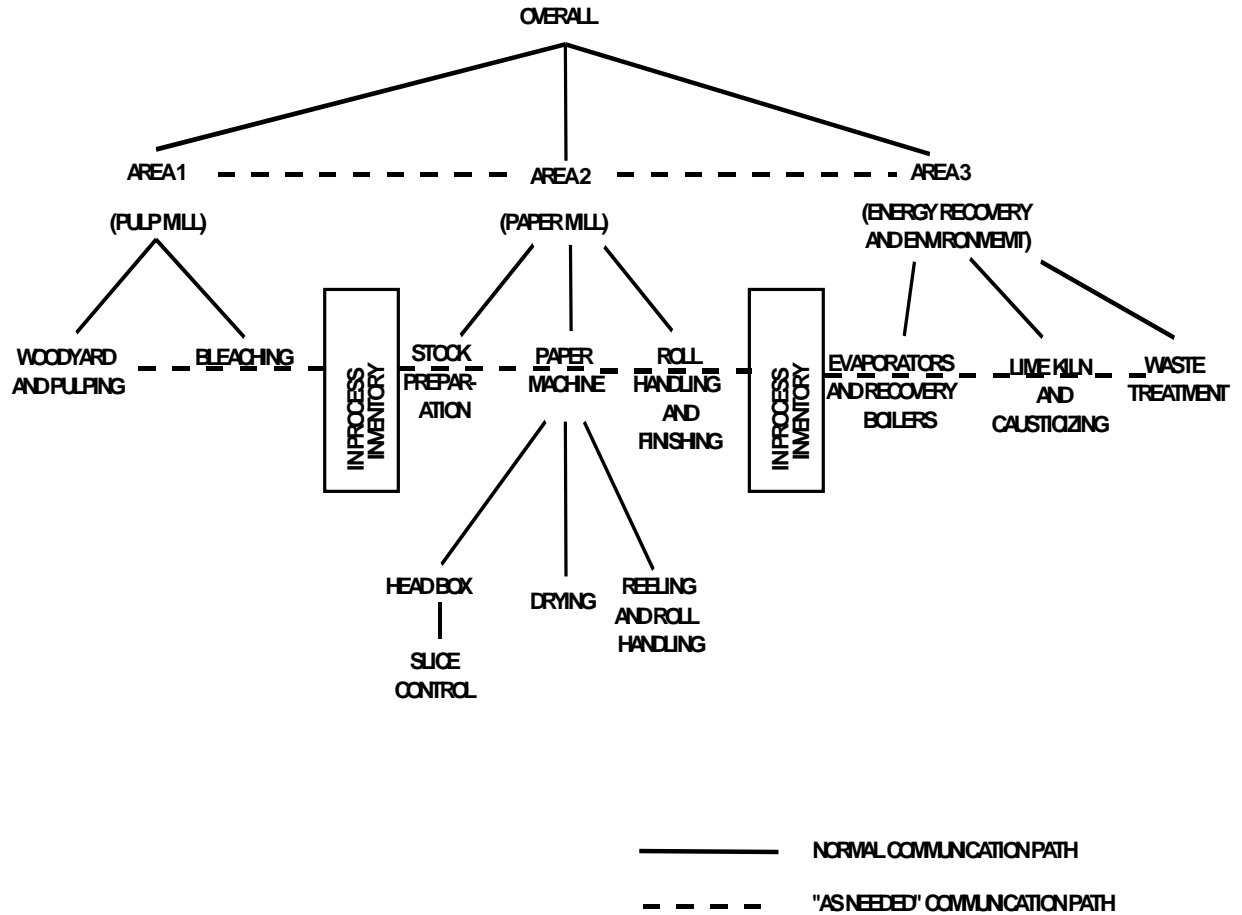 OVERALL
AREA 1
AREA 2
AREA 3
(PULP MILL)
(PAPER MILL)
(ENERGY RECOVERY
AND ENVIRONMEMT)
WOODYARD
AND PULPING
BLEACHING
IN PROCESS
INVENTORY
STOCK
PREPAR-
ATION
PAPER
MACHINE
ROLL
HANDLING
AND
FINISHING
IN PROCESS
INVENTORY
EVAPORATORS
AND RECOVERY
BOILERS
LIME KILN
AND
CAUSTICIZING
WASTE
TREATMENT
HEAD BOX
DRYING
REELING
AND ROLL
HANDLING
SLICE
CONTROL
NORMAL COMMUNICATION PATH
"AS NEEDED" COMMUNICATION PATH